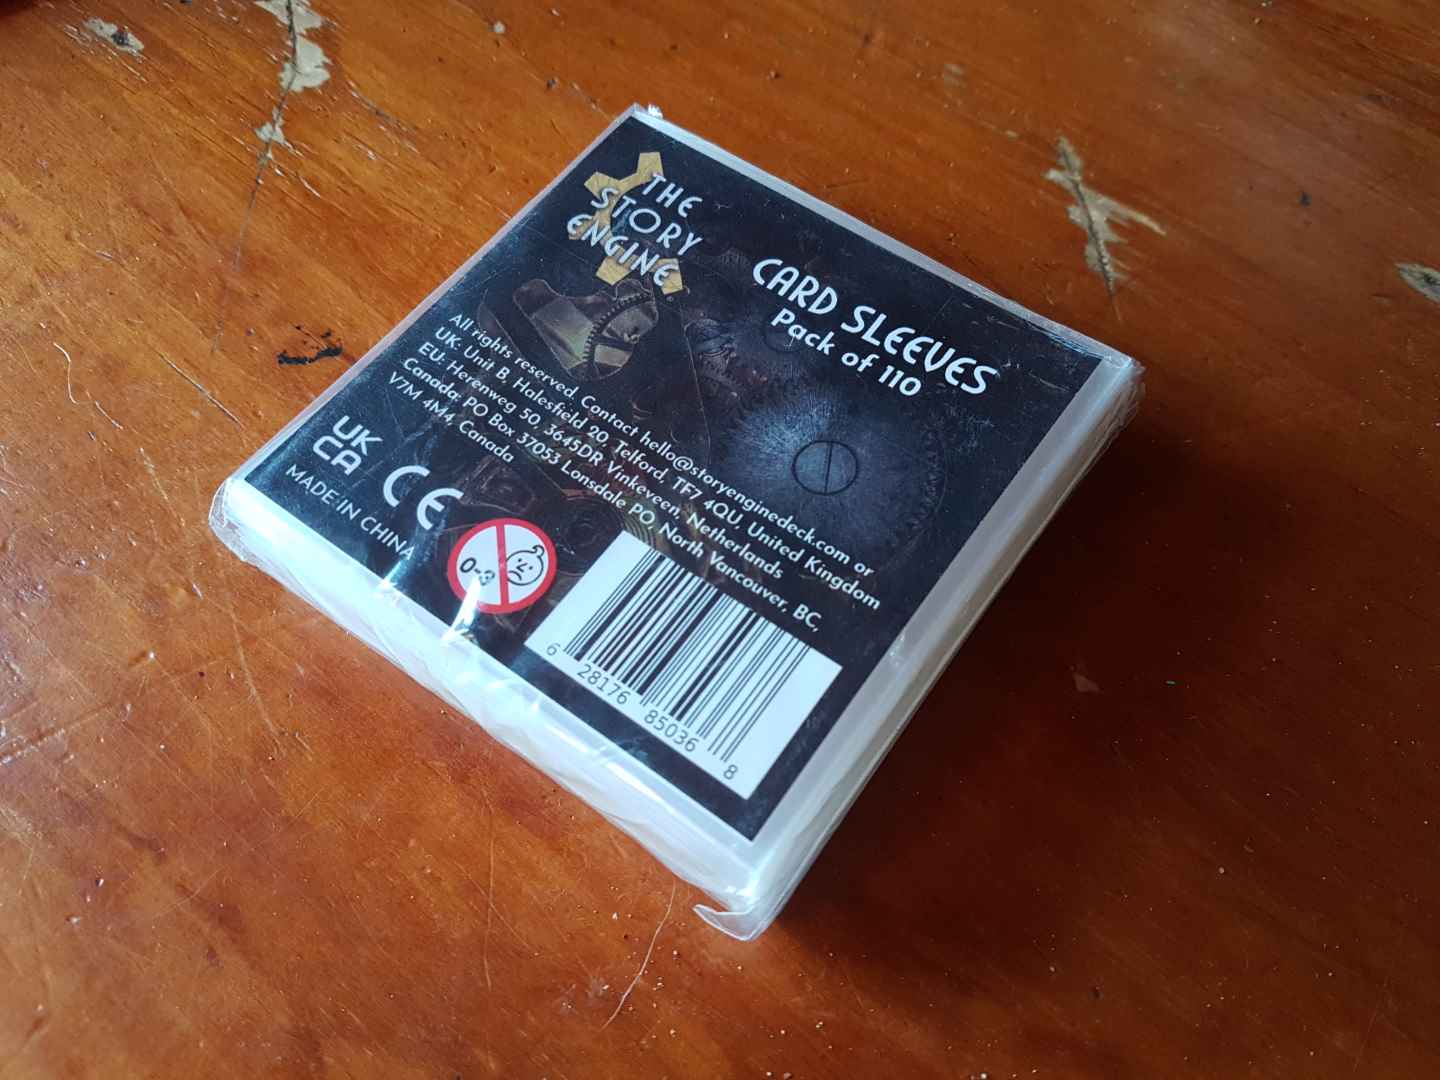 THE
STORY
ENGINE
CARD SLEEVES
Pack of 110
All rights reserved. Contact hello@storyenginedeck.com or
UK: Unit B, Halesfield 20, Telford, TF7 4QU, United Kingdom
EU: Herenweg 50, 3645DR Vinkeveen, Netherlands
Canada: PO Box 37053 Lonsdale PO, North Vancouver, BC,
V7M 4M4, Canada
UK
CA
CE
MADE IN CHINA
0-3
6 28176 85036 8